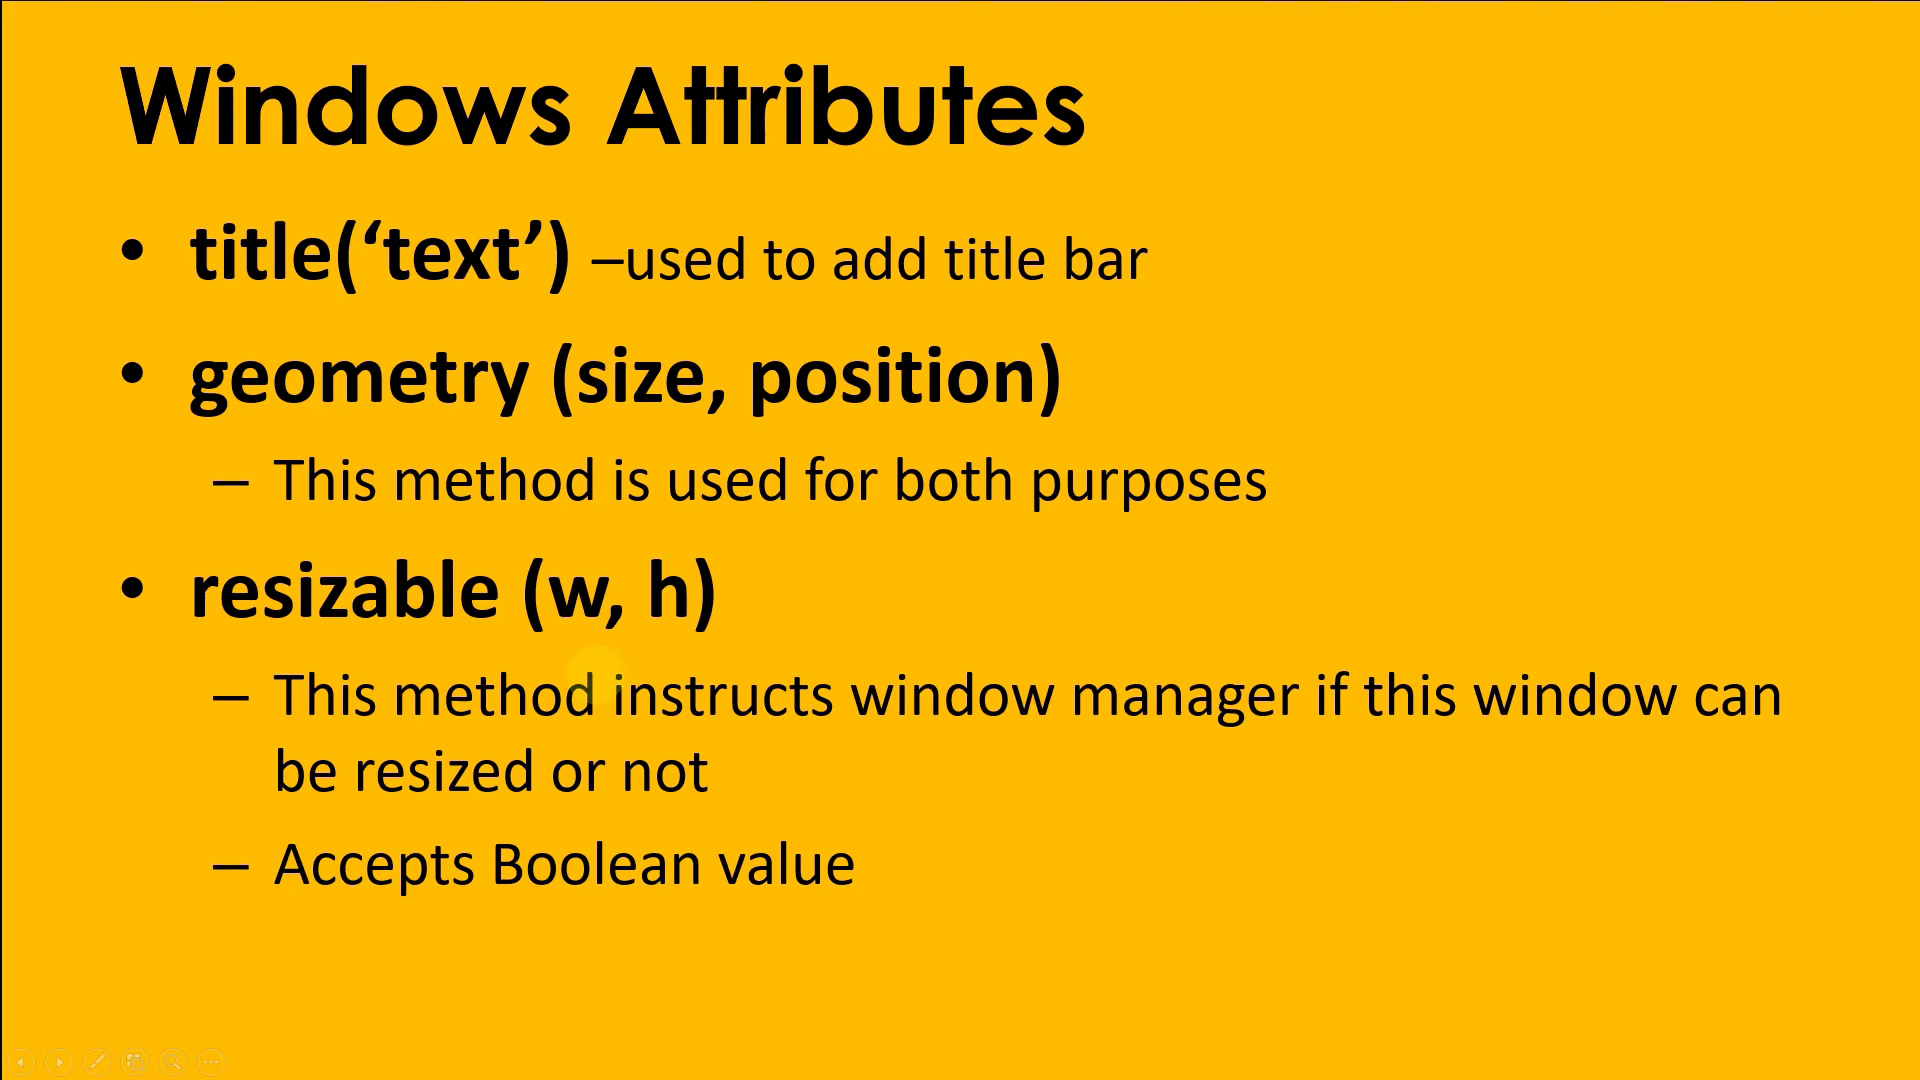 Windows Attributes
• title(‘text’) –used to add title bar
• geometry (size, position)
– This method is used for both purposes
• resizable (w, h)
– This method instructs window manager if this window can
be resized or not
– Accepts Boolean value